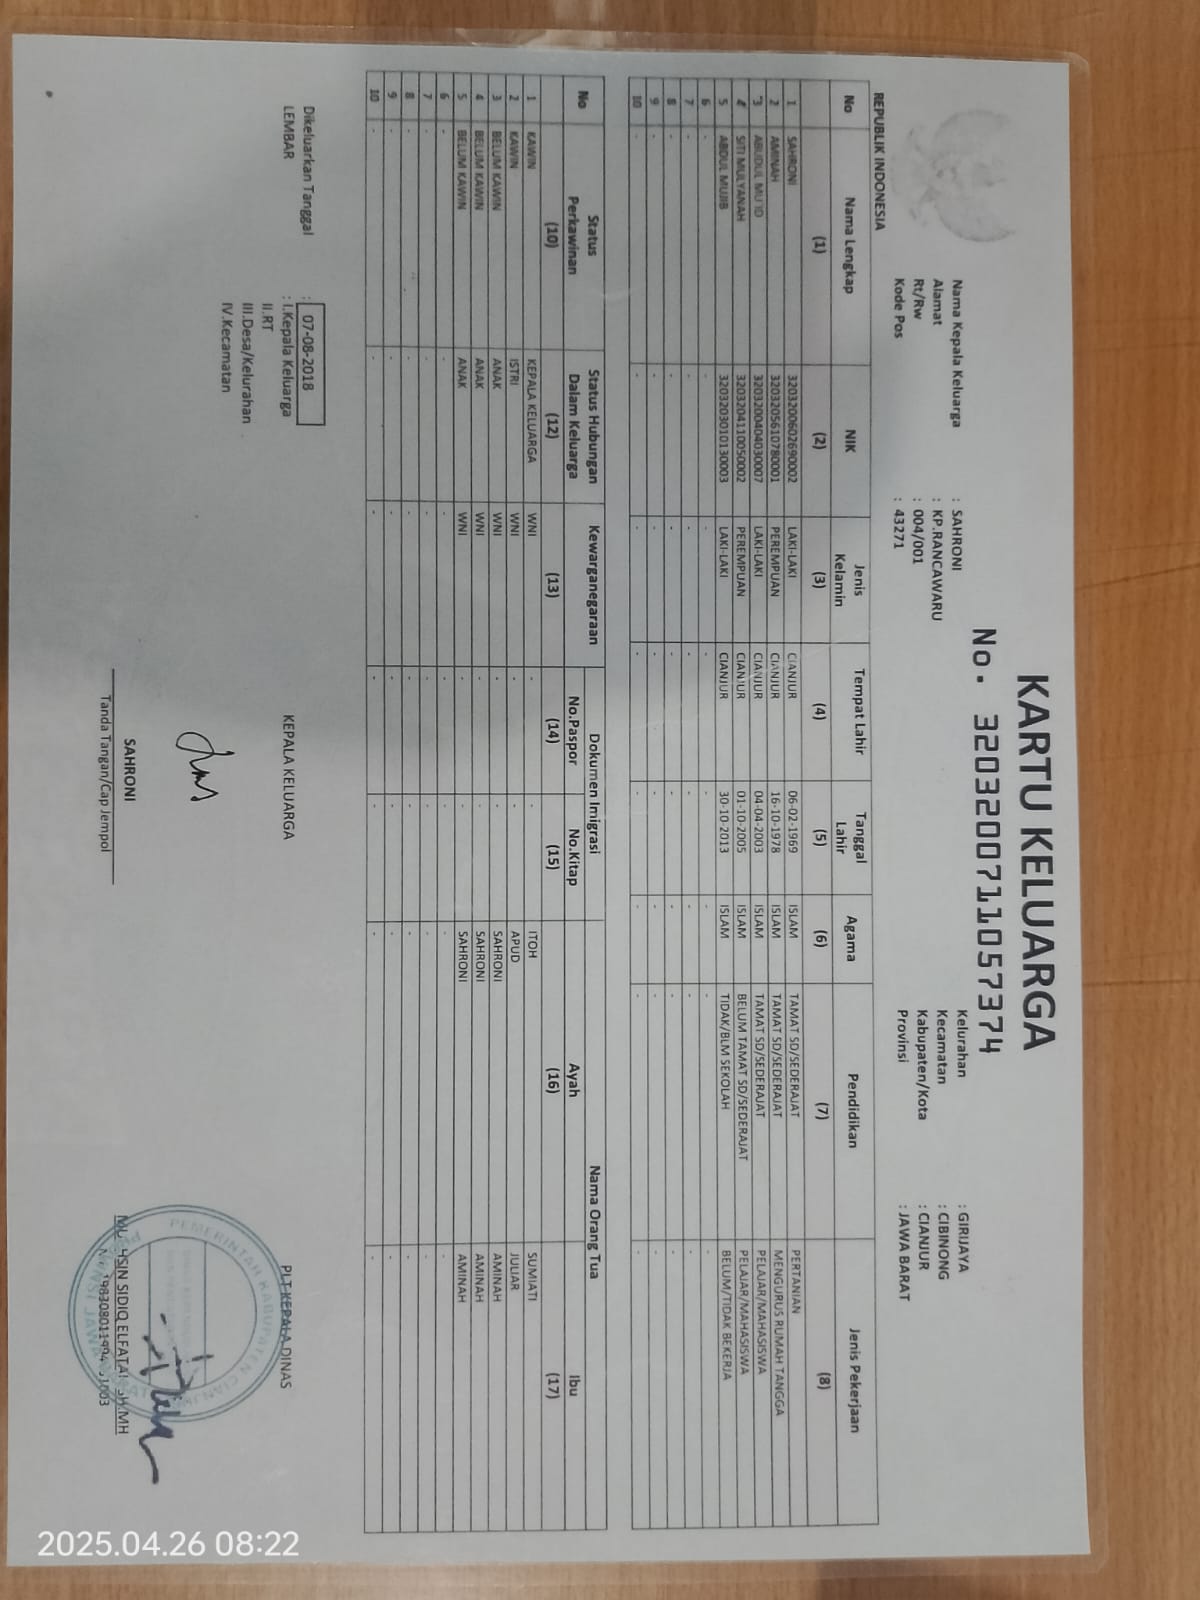 KARTU KELUARGA
No. 3203200711057374
REPUBLIK INDONESIA
Nama Kepala Keluarga : SAHRONI
Alamat : KP.RANCAWARU
Rt/Rw : 004/001
Kode Pos : 43271
Kelurahan : GIRIJAYA
Kecamatan : CIBINONG
Kabupaten/Kota : CIANJUR
Provinsi : JAWA BARAT
No Nama Lengkap NIK Jenis Kelamin Tempat Lahir Tanggal Lahir Agama Pendidikan Jenis Pekerjaan
(1) (2) (3) (4) (5) (6) (7) (8)
1 SAHRONI 3203200602690002 LAKI-LAKI CIANJUR 06-02-1969 ISLAM TAMAT SD/SEDERAJAT PERTANIAN
2 AMINAH 3203205610780001 PEREMPUAN CIANJUR 16-10-1978 ISLAM TAMAT SD/SEDERAJAT MENGURUS RUMAH TANGGA
3 3203200404030007 LAKI-LAKI CIANJUR 04-04-2003 ISLAM TAMAT SD/SEDERAJAT PELAJAR/MAHASISWA
4 SITI MULYANAH 3203204110050002 PEREMPUAN CIANJUR 01-10-2005 ISLAM BELUM TAMAT SD/SEDERAJAT PELAJAR/MAHASISWA
5 ABDUL MUJIB 3203203010130003 LAKI-LAKI CIANJUR 30-10-2013 ISLAM TIDAK/BLM SEKOLAH BELUM/TIDAK BEKERJA
6 - - - - - - - -
7 - - - - - - - -
8 - - - - - - - -
9 - - - - - - - -
10 - - - - - - - -
No Status Perkawinan Status Hubungan Dalam Keluarga Kewarganegaraan Dokumen Imigrasi Nama Orang Tua
No.Paspor No.Kitap Ayah Ibu
(10) (12) (13) (14) (15) (16) (17)
1 KAWIN KEPALA KELUARGA WNI - - ITOH SUMIATI
2 KAWIN ISTRI WNI - - APUD JULIAR
3 BELUM KAWIN ANAK WNI - - SAHRONI AMINAH
4 BELUM KAWIN ANAK WNI - - SAHRONI AMINAH
5 BELUM KAWIN ANAK WNI - - SAHRONI AMINAH
6 - - - - - - -
7 - - - - - - -
8 - - - - - - -
9 - - - - - - -
10 - - - - - - -
Dikeluarkan Tanggal : 07-08-2018
LEMBAR : I.Kepala Keluarga
II.RT
III.Desa/Kelurahan
IV.Kecamatan
KEPALA KELUARGA
SAHRONI
Tanda Tangan/Cap Jempol
PLT KEPALA DINAS
PEMERINTAH KABUPATEN CIANJUR
SIDIQ
2025.04.26 08:22